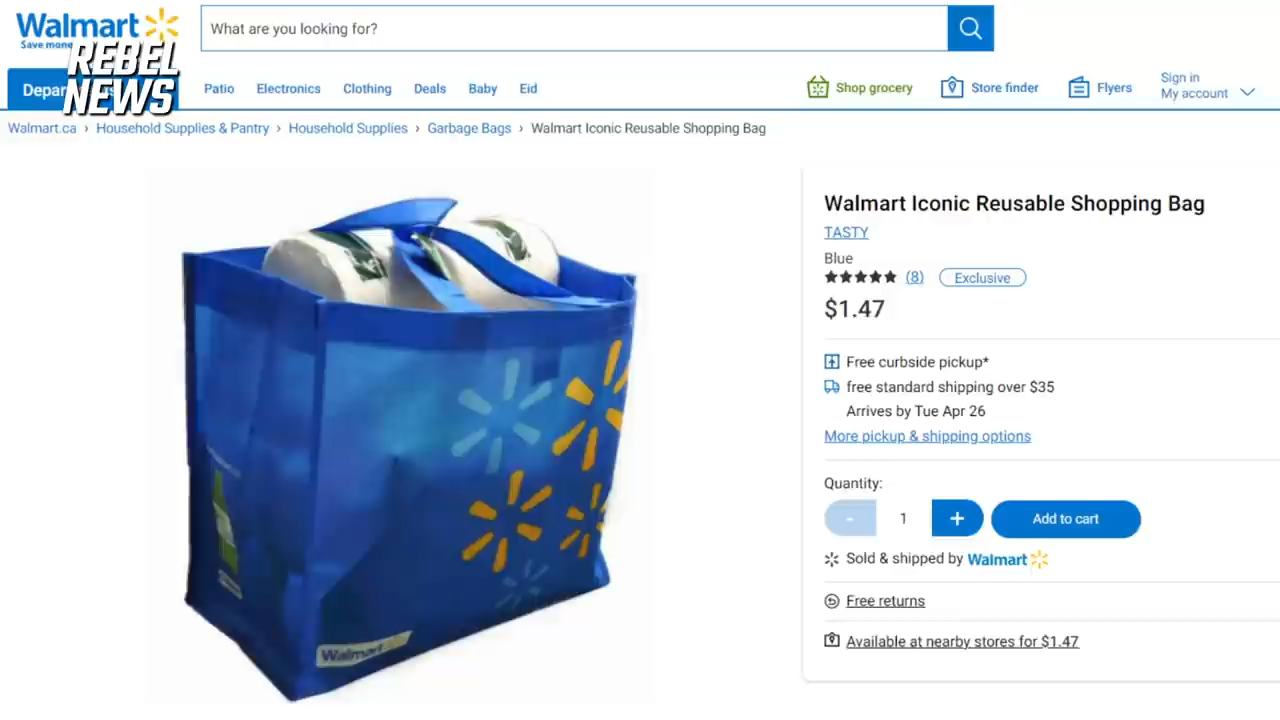 Walmart
Save mone
REBEL
NEWS
What are you looking for?
Depar
Patio
Electronics
Clothing
Deals
Baby
Eid
Shop grocery
Store finder
Flyers
Sign in
My account
Walmart.ca › Household Supplies & Pantry › Household Supplies › Garbage Bags › Walmart Iconic Reusable Shopping Bag
Walmart Iconic Reusable Shopping Bag
TASTY
Blue
(8)
Exclusive
$1.47
Free curbside pickup*
free standard shipping over $35
Arrives by Tue Apr 26
More pickup & shipping options
Quantity:
- 1 +
Add to cart
Sold & shipped by Walmart
Free returns
Available at nearby stores for $1.47
Walmart